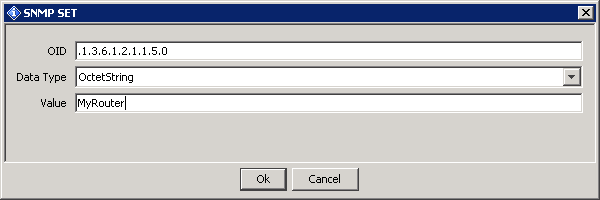 SNMP SET
OID .1.3.6.1.2.1.1.5.0
Data Type OctetString
Value MyRouter
Ok Cancel